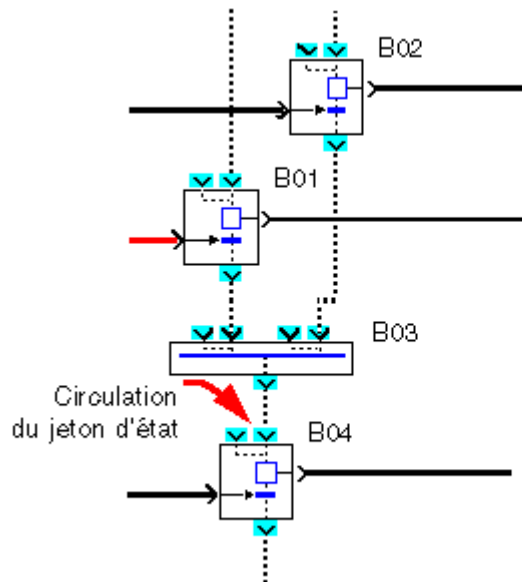 B02
B01
B03
Circulation
du jeton d'état
B04